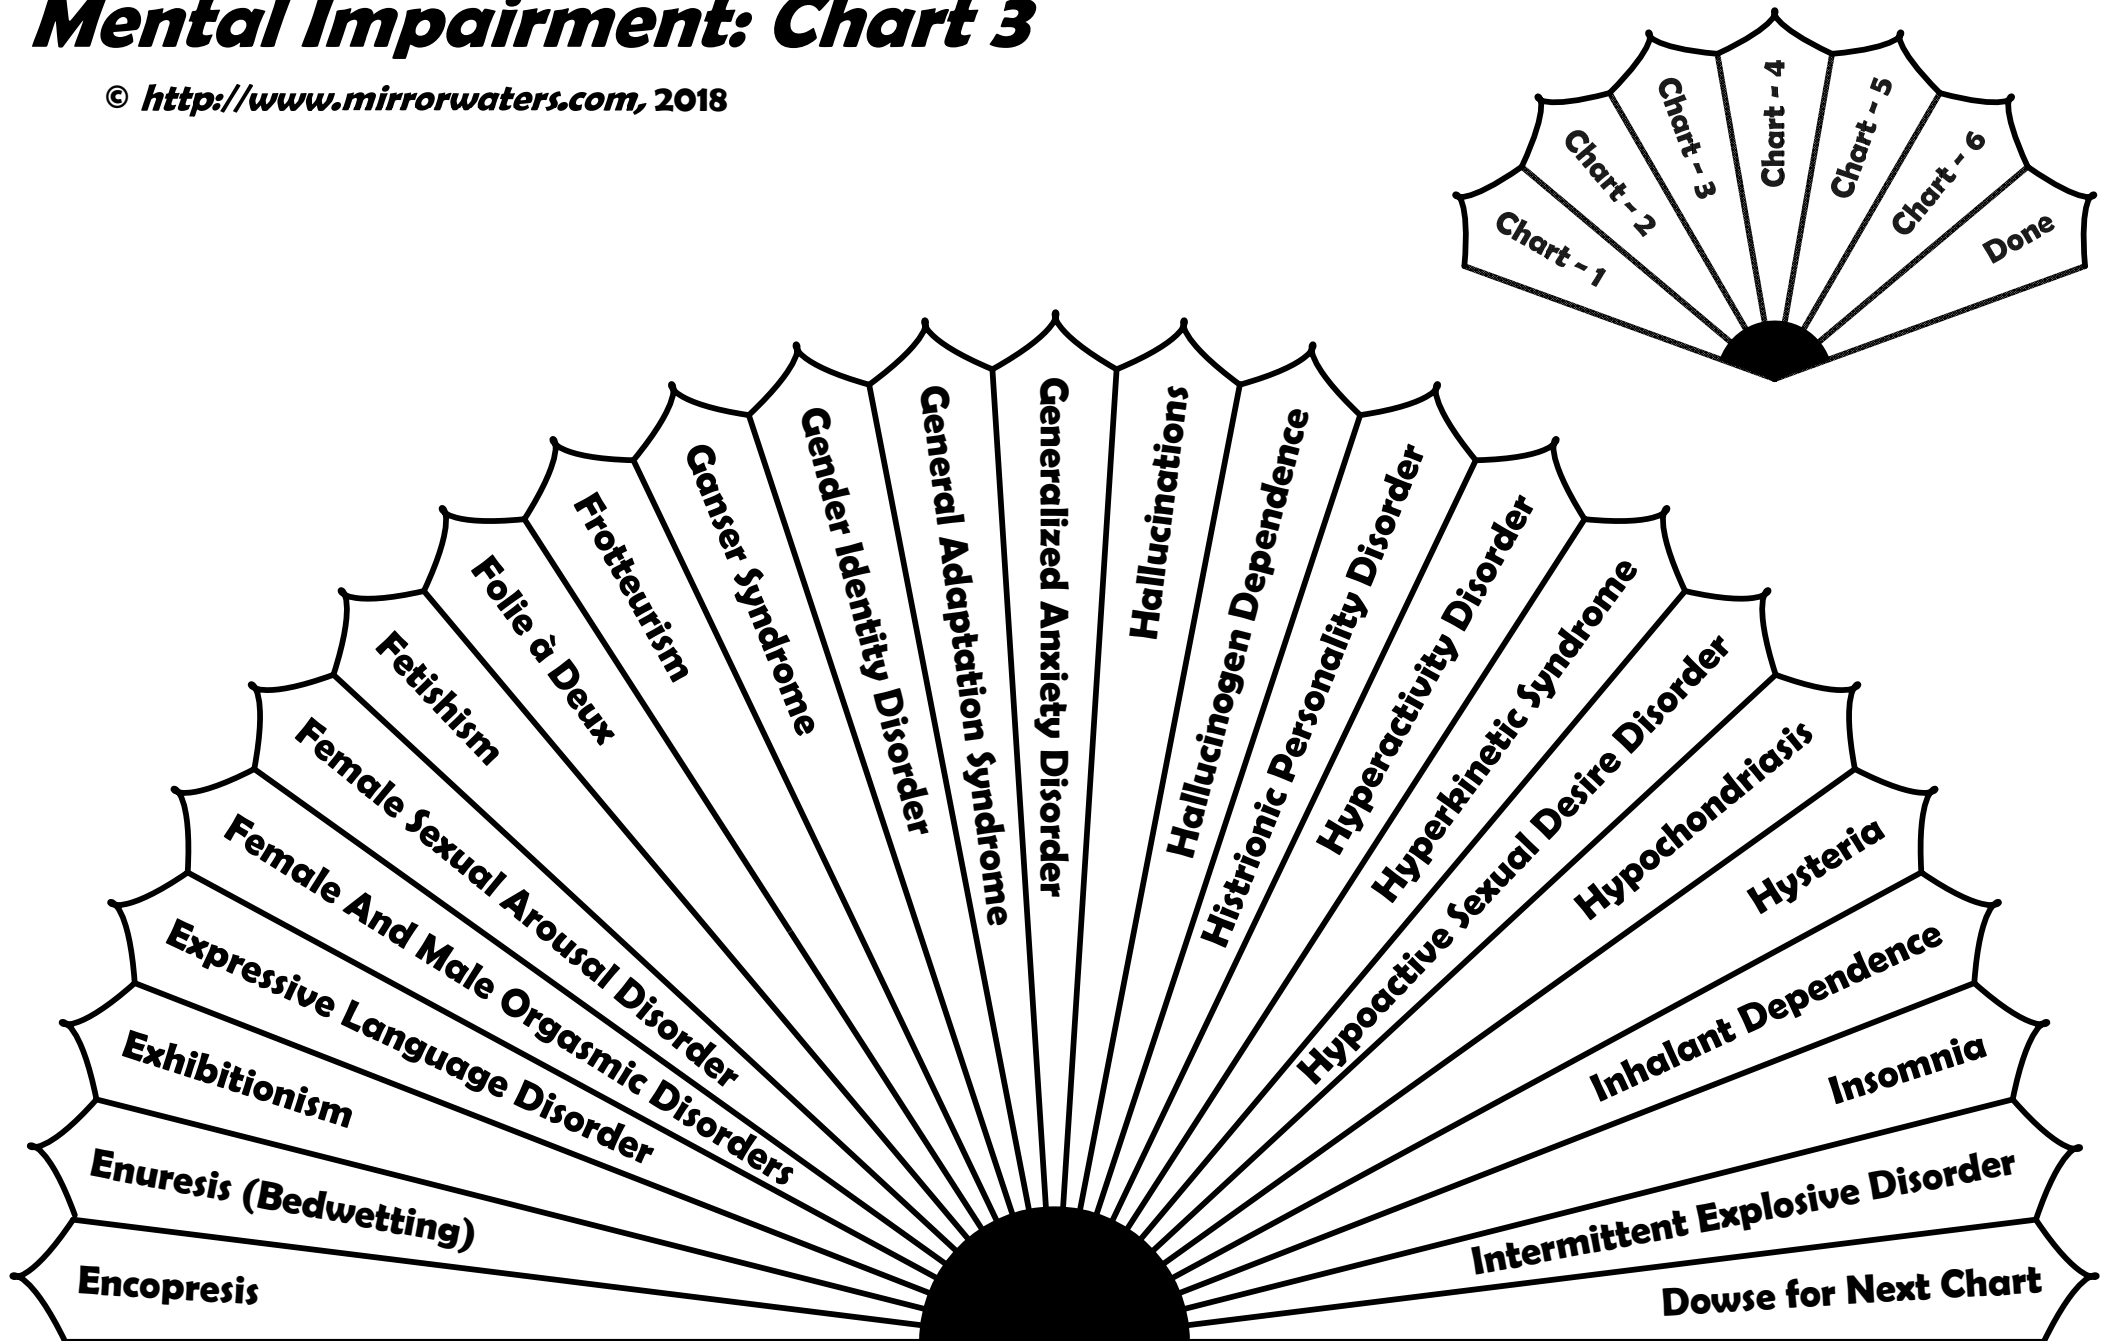 Mental Impairment: Chart 3
© http://www.mirrorwaters.com, 2018
Chart - 1
Chart - 2
Chart - 3
Chart - 4
Chart - 5
Chart - 6
Done
Encopresis
Enuresis (Bedwetting)
Exhibitionism
Expressive Language Disorder
Female And Male Orgasmic Disorders
Female Sexual Arousal Disorder
Fetishism
Folie à Deux
Frotteurism
Ganser Syndrome
Gender Identity Disorder
General Adaptation Syndrome
Generalized Anxiety Disorder
Hallucinations
Hallucinogen Dependence
Histrionic Personality Disorder
Hyperactivity Disorder
Hyperkinetic Syndrome
Hypoactive Sexual Desire Disorder
Hypochondriasis
Hysteria
Inhalant Dependence
Insomnia
Intermittent Explosive Disorder
Dowse for Next Chart